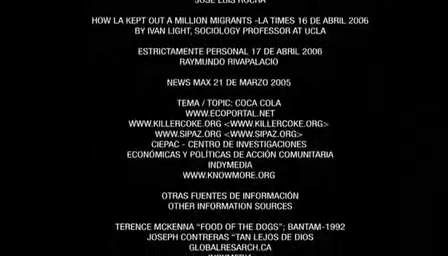 JOSE LUIS ROCHA
HOW LA KEPT OUT A MILLION MIGRANTS -LA TIMES 16 DE ABRIL 2006
BY IVAN LIGHT, SOCIOLOGY PROFESSOR AT UCLA
ESTRICTAMENTE PERSONAL 17 DE ABRIL 2006
RAYMUNDO RIVAPALACIO
NEWS MAX 21 DE MARZO 2005
TEMA / TOPIC: COCA COLA
WWW.ECOPORTAL.NET
WWW.KILLERCOKE.ORG <WWW.KILLERCOKE.ORG>
WWW.SIPAZ.ORG <WWW.SIPAZ.ORG>
CIEPAC - CENTRO DE INVESTIGACIONES
ECONÓMICAS Y POLÍTICAS DE ACCIÓN COMUNITARIA
INDYMEDIA
WWW.KNOWMORE.ORG
OTRAS FUENTES DE INFORMACIÓN
OTHER INFORMATION SOURCES
TERENCE MCKENNA "FOOD OF THE DOGS"; BANTAM-1992
JOSEPH CONTRERAS "TAN LEJOS DE DIOS
GLOBALRESARCH.CA